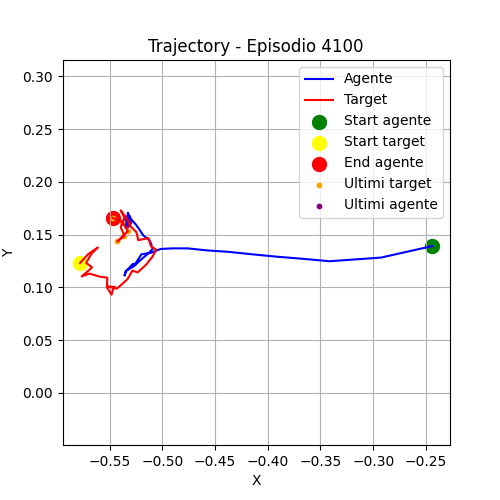 Trajectory - Episodio 4100
Agente
Target
Start agente
Start target
End agente
Ultimi target
Ultimi agente
0.30
0.25
0.20
0.15
0.10
0.05
0.00
Y
−0.55 −0.50 −0.45 −0.40 −0.35 −0.30 −0.25
X